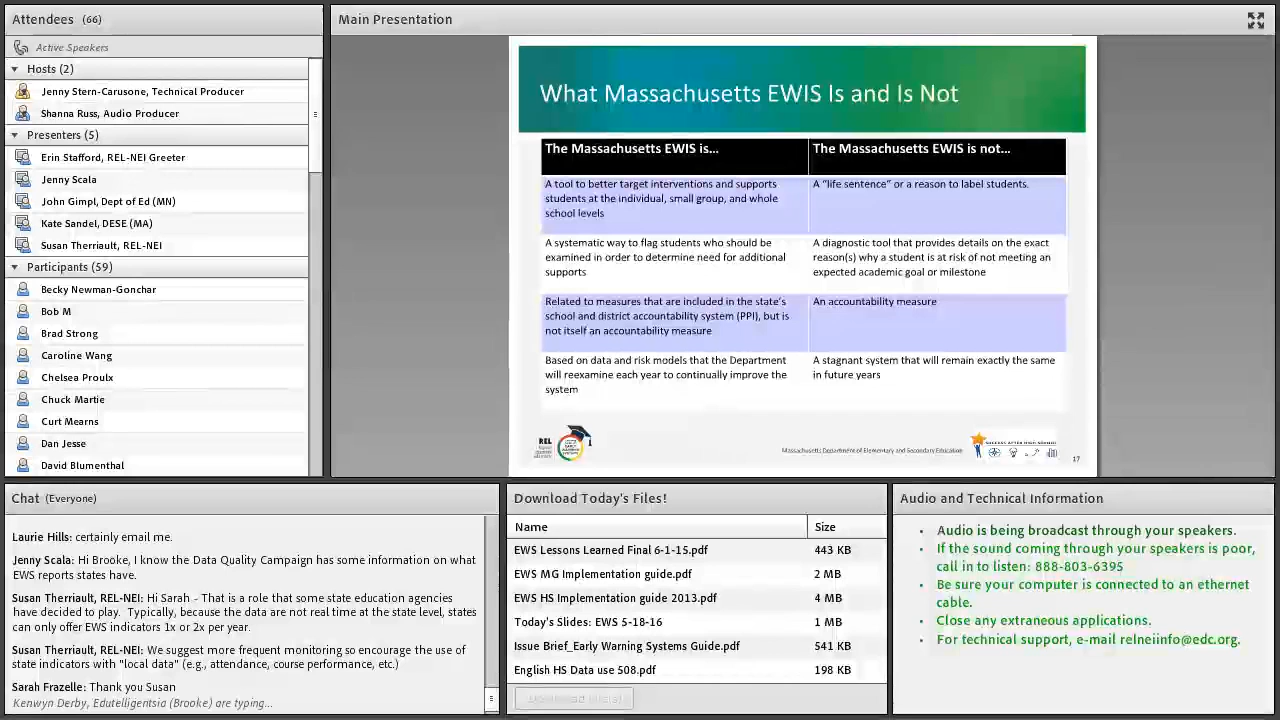 Attendees (66)
Active Speakers
Hosts (2)
Jenny Stern-Carusone, Technical Producer
Shanna Russ, Audio Producer
Presenters (5)
Erin Stafford, REL-NEI Greeter
Jenny Scala
John Gimpl, Dept of Ed (MN)
Kate Sandel, DESE (MA)
Susan Therriault, REL-NEI
Participants (59)
Becky Newman-Gonchar
Bob M
Brad Strong
Caroline Wang
Chelsea Proulx
Chuck Martie
Curt Mearns
Dan Jesse
David Blumenthal
Main Presentation
What Massachusetts EWIS Is and Is Not
The Massachusetts EWIS is…
The Massachusetts EWIS is not…
A tool to better target interventions and supports
students at the individual, small group, and whole
school levels
A “life sentence” or a reason to label students.
A systematic way to flag students who should be
examined in order to determine need for additional
supports
A diagnostic tool that provides details on the exact
reason(s) why a student is at risk of not meeting an
expected academic goal or milestone
Related to measures that are included in the state’s
school and district accountability system (PPI), but is
not itself an accountability measure
An accountability measure
Based on data and risk models that the Department
will reexamine each year to continually improve the
system
A stagnant system that will remain exactly the same
in future years
REL
Massachusetts Department of Elementary and Secondary Education
SUCCESS AFTER HIGH SCHOOL
17
Chat (Everyone)
Laurie Hills: certainly email me.
Jenny Scala: Hi Brooke, I know the Data Quality Campaign has some information on what
EWS reports states have.
Susan Therriault, REL-NEI: Hi Sarah - That is a role that some state education agencies
have decided to play. Typically, because the data are not real time at the state level, states
can only offer EWS indicators 1x or 2x per year.
Susan Therriault, REL-NEI: We suggest more frequent monitoring so encourage the use of
state indicators with "local data" (e.g., attendance, course performance, etc.)
Sarah Frazelle: Thank you Susan
Kenwyn Derby, Edutelligentsia (brooke) are typing...
Download Today's Files!
Name Size
EWS Lessons Learned Final 6-1-15.pdf 443 KB
EWS MG Implementation guide.pdf 2 MB
EWS HS Implementation guide 2013.pdf 4 MB
Today's Slides: EWS 5-18-16 1 MB
Issue Brief_Early Warning Systems Guide.pdf 541 KB
English HS Data use 508.pdf 198 KB
Download File(s)
Audio and Technical Information
Audio is being broadcast through your speakers.
If the sound coming through your speakers is poor,
call in to listen: 888-803-6395
Be sure your computer is connected to an ethernet
cable.
Close any extraneous applications.
For technical support, e-mail relneiinfo@edc.org.